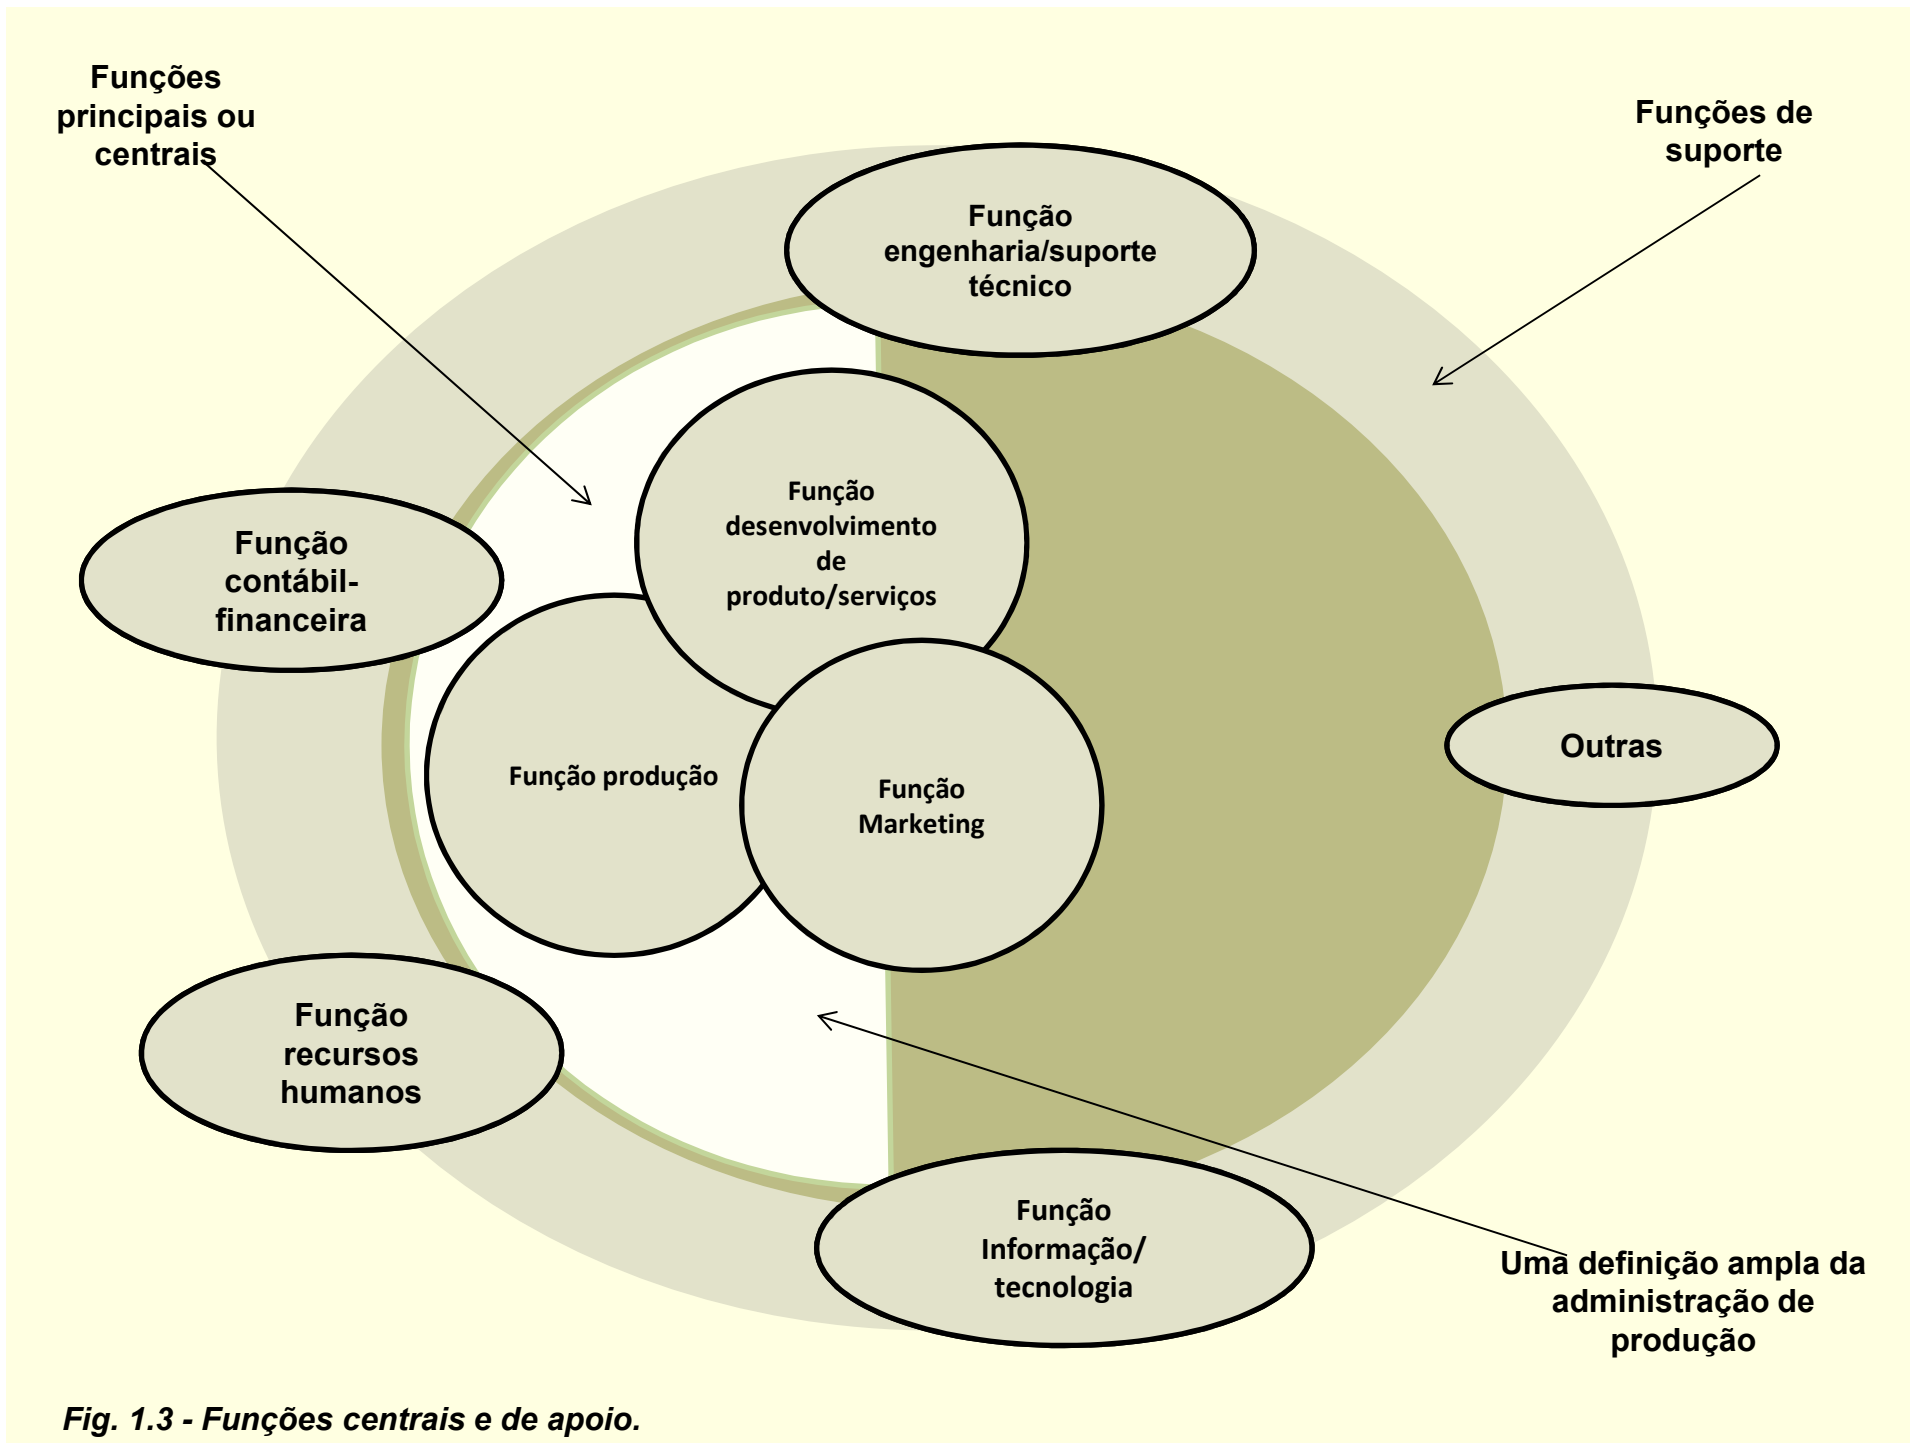 Funções
principais ou
centrais
Funções de
suporte
Função
engenharia/suporte
técnico
Função
desenvolvimento
de
produto/serviços
Função
contábil-
financeira
Função produção
Função
Marketing
Outras
Função
recursos
humanos
Função
Informação/
tecnologia
Uma definição ampla da
administração de
produção
Fig. 1.3 - Funções centrais e de apoio.